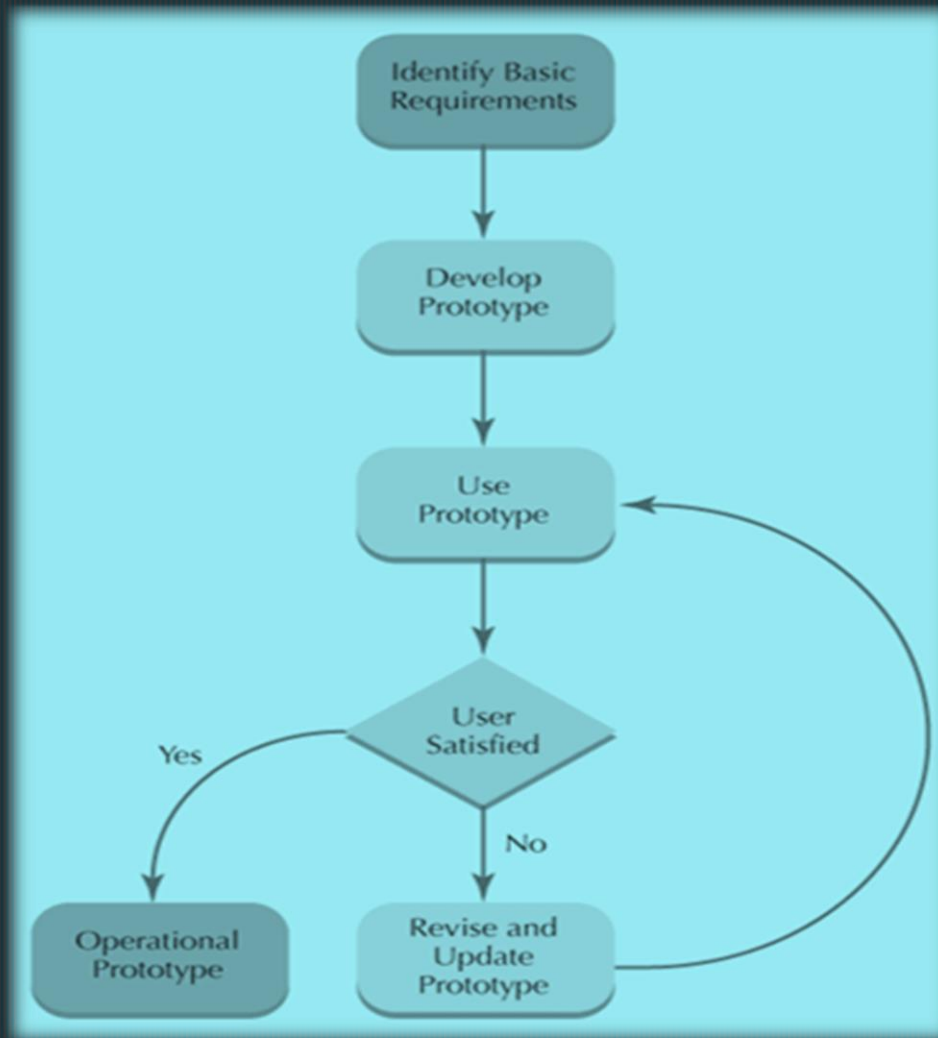 Identify Basic
Requirements
Develop
Prototype
Use
Prototype
User
Satisfied
Yes
No
Operational
Prototype
Revise and
Update
Prototype